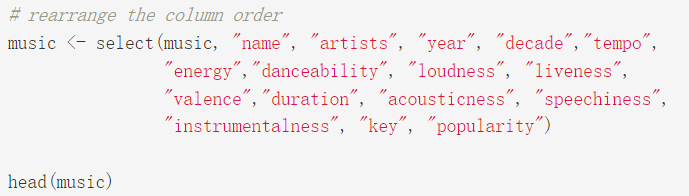 # rearrange the column order
music <- select(music, "name", "artists", "year", "decade","tempo",
"energy","danceability", "loudness", "liveness",
"valence","duration", "acousticness", "speechiness",
"instrumentalness", "key", "popularity")
head(music)